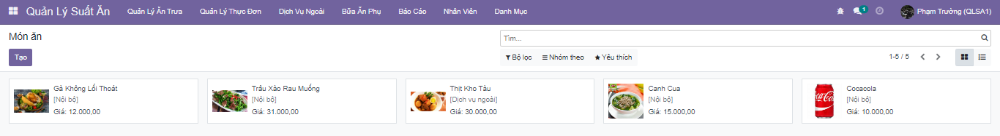 Quản Lý Suất Ăn Quản Lý Ăn Trưa Quản Lý Thực Đơn Dịch Vụ Ngoài Bữa Ăn Phụ Báo Cáo Nhân Viên Danh Mục 1 Phạm Trường (QLSA1)
Món ăn
Tìm...
Tạo
Bộ lọc Nhóm theo Yêu thích
1-5 / 5
Gà Không Lối Thoát
[Nội bộ]
Giá: 12.000,00
Trâu Xào Rau Muống
[Nội bộ]
Giá: 31.000,00
Thịt Kho Tàu
[Dịch vụ ngoài]
Giá: 30.000,00
Canh Cua
[Nội bộ]
Giá: 15.000,00
Cocacola
[Nội bộ]
Giá: 10.000,00